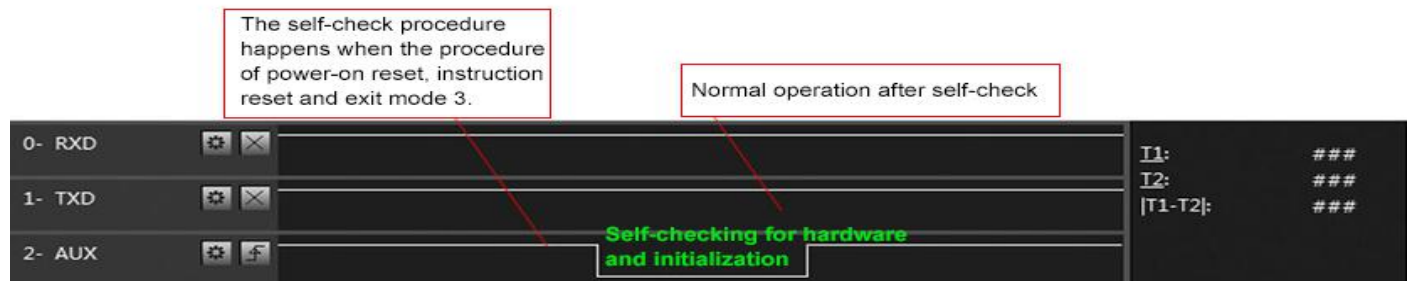 The self-check procedure
happens when the procedure
of power-on reset, instruction
reset and exit mode 3.
Normal operation after self-check
0- RXD
1- TXD
2- AUX
Self-checking for hardware
and initialization
T1: ###
T2: ###
|T1-T2|: ###